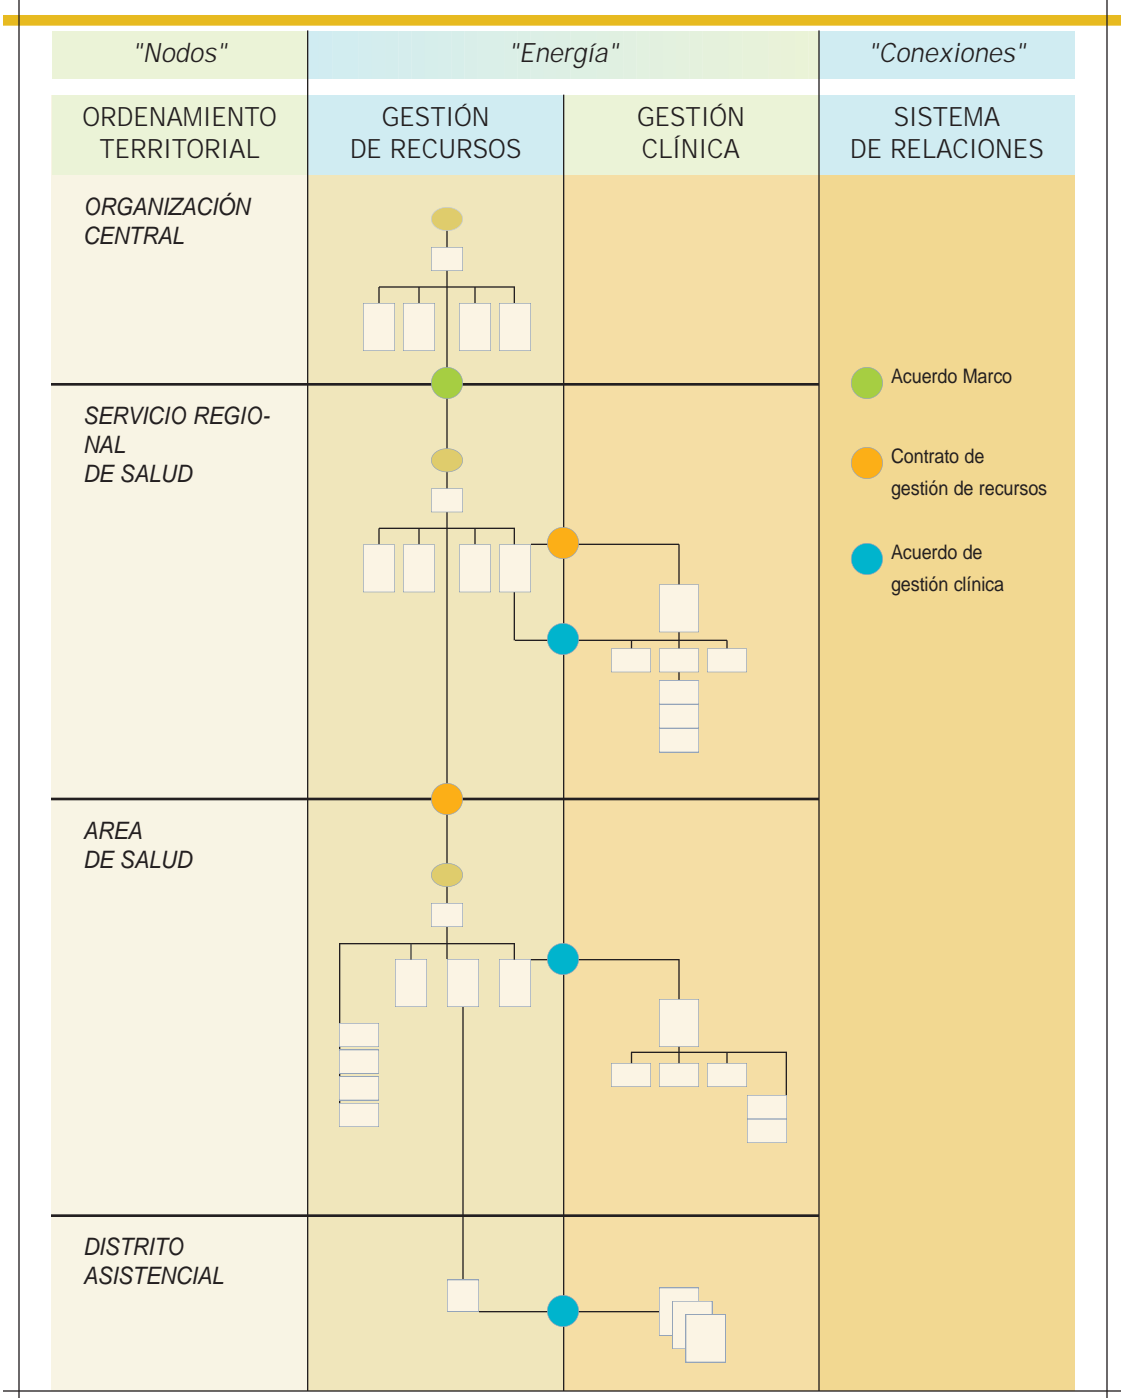 "Nodos"
"Energía"
"Conexiones"
ORDENAMIENTO
TERRITORIAL
GESTIÓN
DE RECURSOS
GESTIÓN
CLÍNICA
SISTEMA
DE RELACIONES
ORGANIZACIÓN
CENTRAL
SERVICIO REGIO-
NAL
DE SALUD
Acuerdo Marco
Contrato de
gestión de recursos
Acuerdo de
gestión clínica
AREA
DE SALUD
DISTRITO
ASISTENCIAL